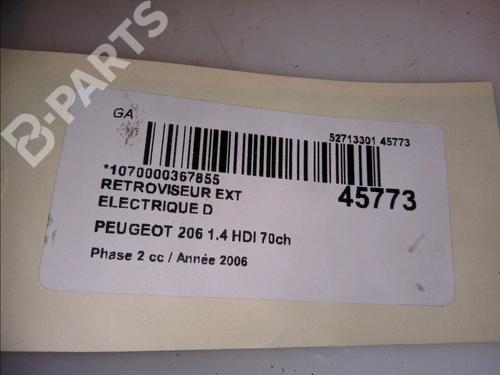 B-PARTS
GA
52713301 45773
*1070000367855
45773
RETROVISEUR EXT
ELECTRIQUE D
PEUGEOT 206 1.4 HDI 70ch
Phase 2 cc / Année 2006